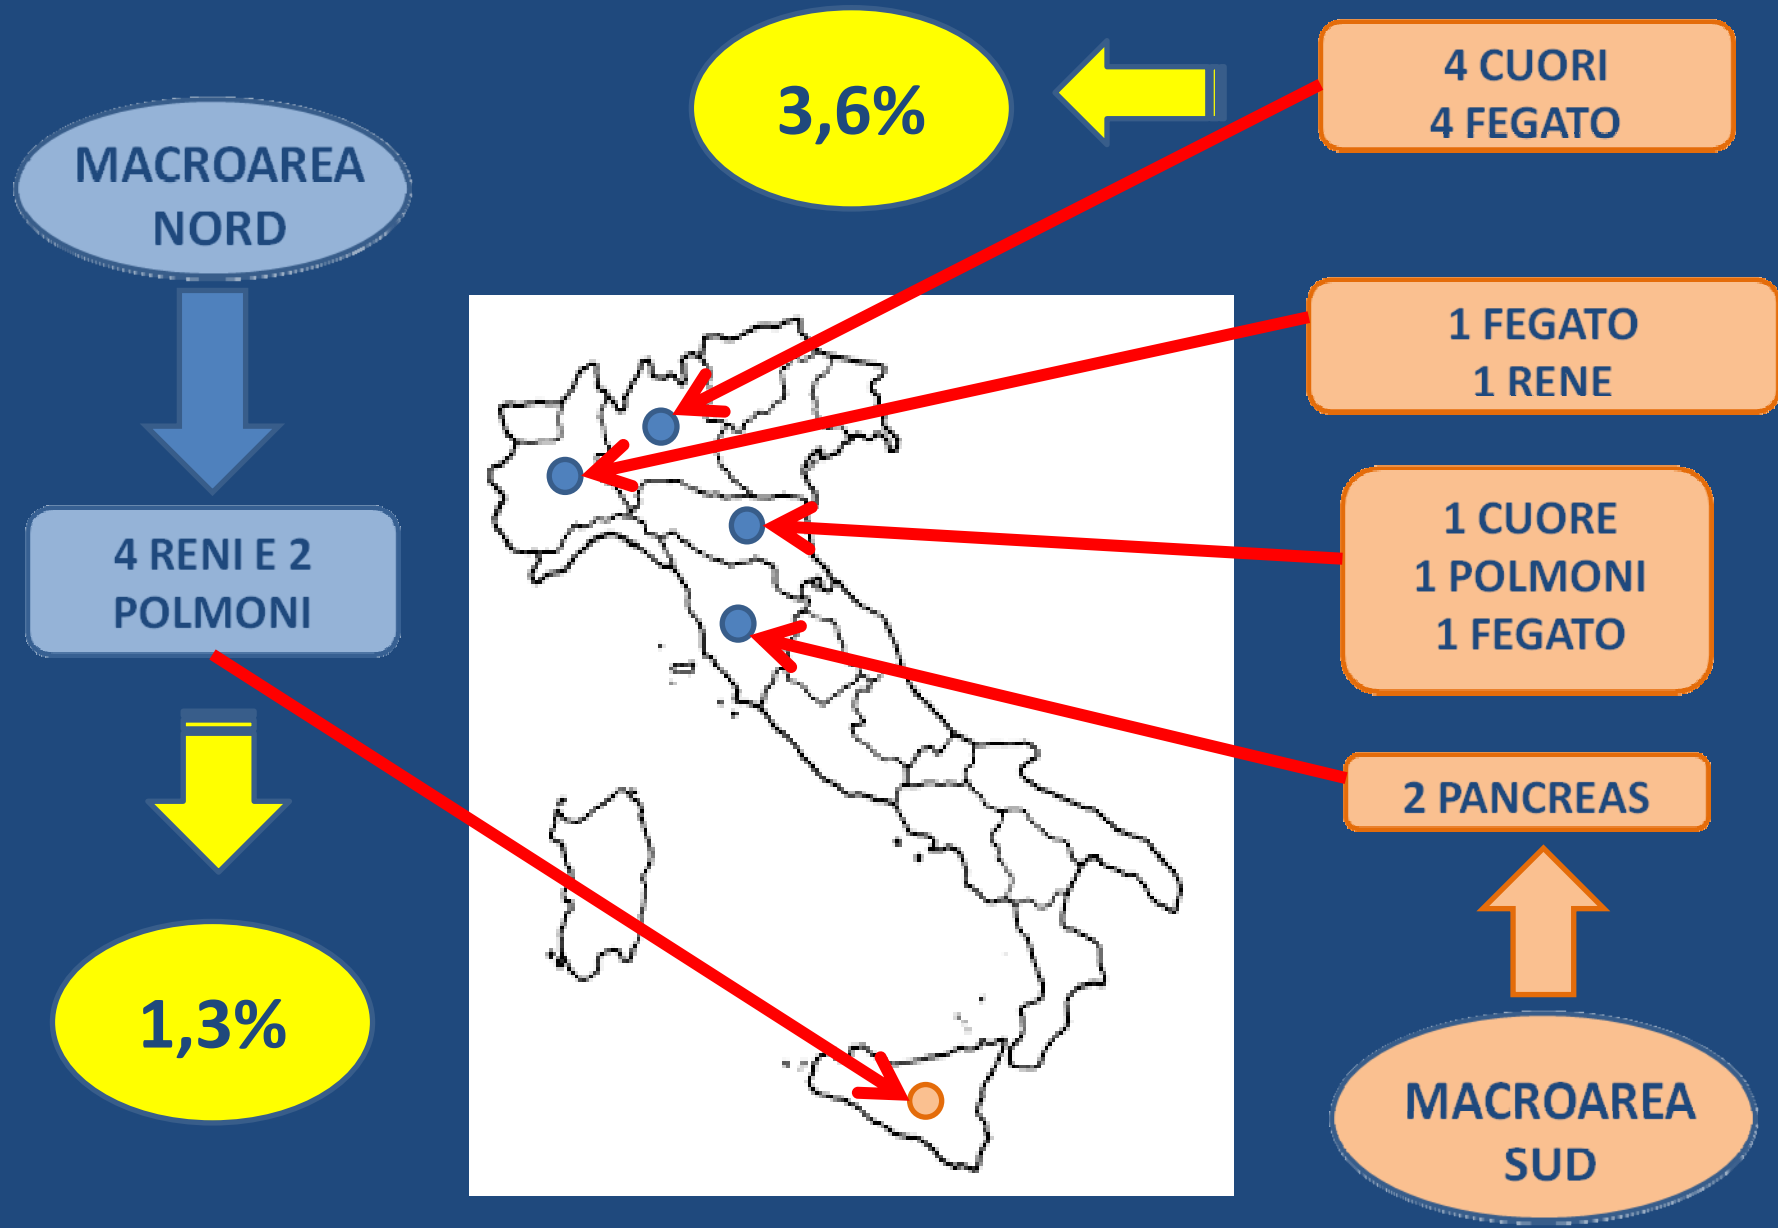 MACROAREA
NORD
4 RENI E 2
POLMONI
1,3%
3,6%
4 CUORI
4 FEGATO
1 FEGATO
1 RENE
1 CUORE
1 POLMONI
1 FEGATO
2 PANCREAS
MACROAREA
SUD